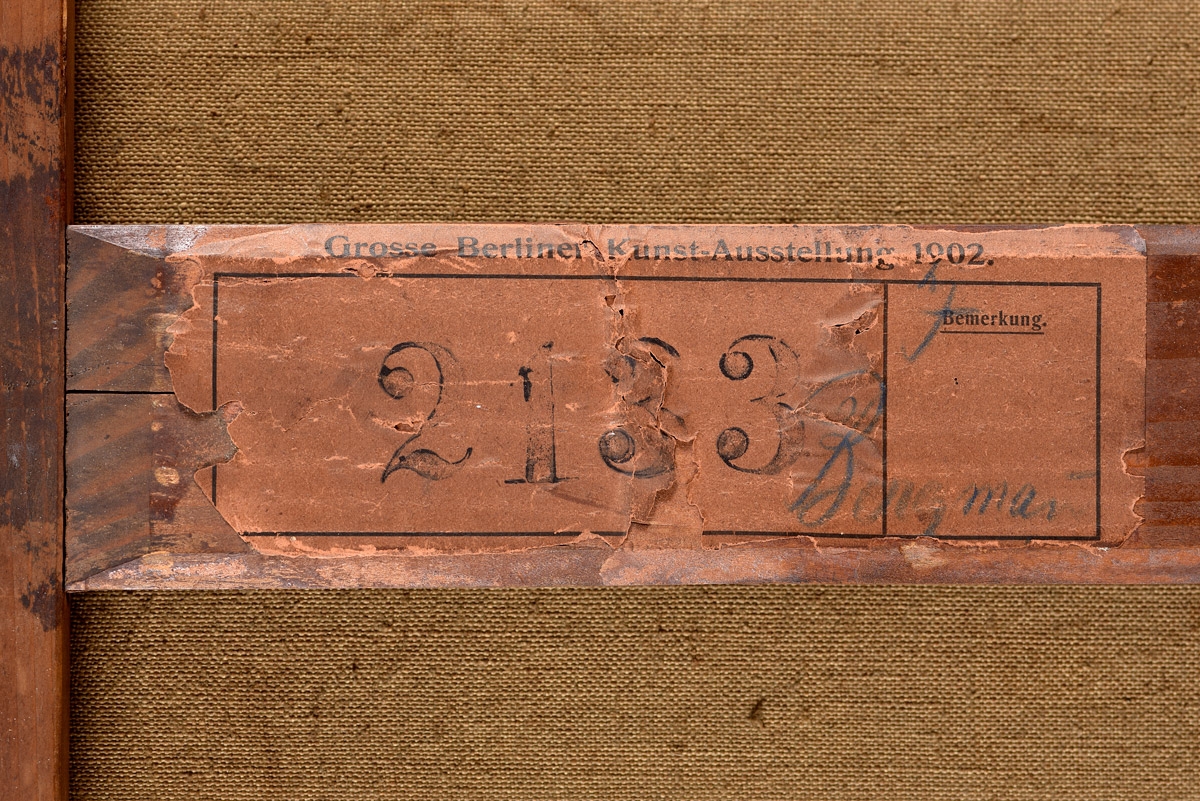 Grosse Berliner Kunst-Ausstellung 1902.
Bemerkung.
2133